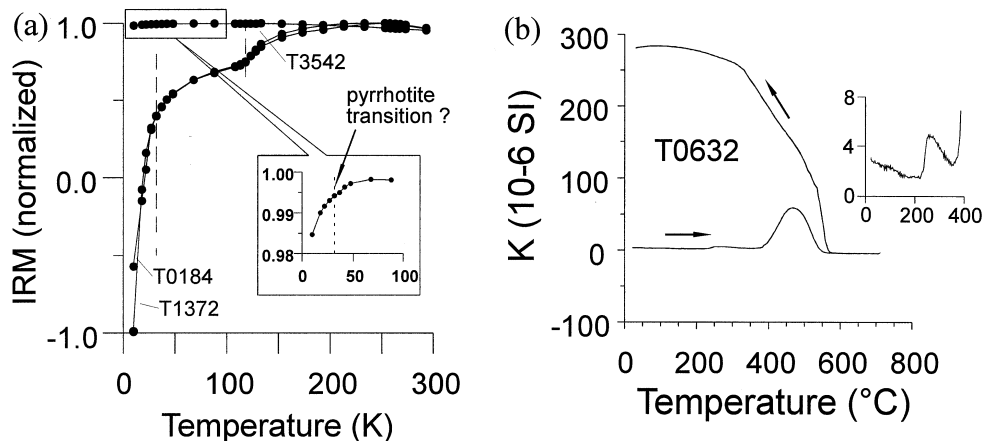 (a)
IRM (normalized)
1.0
0.0
-1.0
T3542
pyrrhotite
transition ?
1.00
0.99
0.98
0
50
100
T0184
T1372
0
100
200
300
Temperature (K)
(b)
K (10-6 SI)
300
200
100
0
-100
T0632
8
4
0
0
200
400
0
200
400
600
800
Temperature (°C)